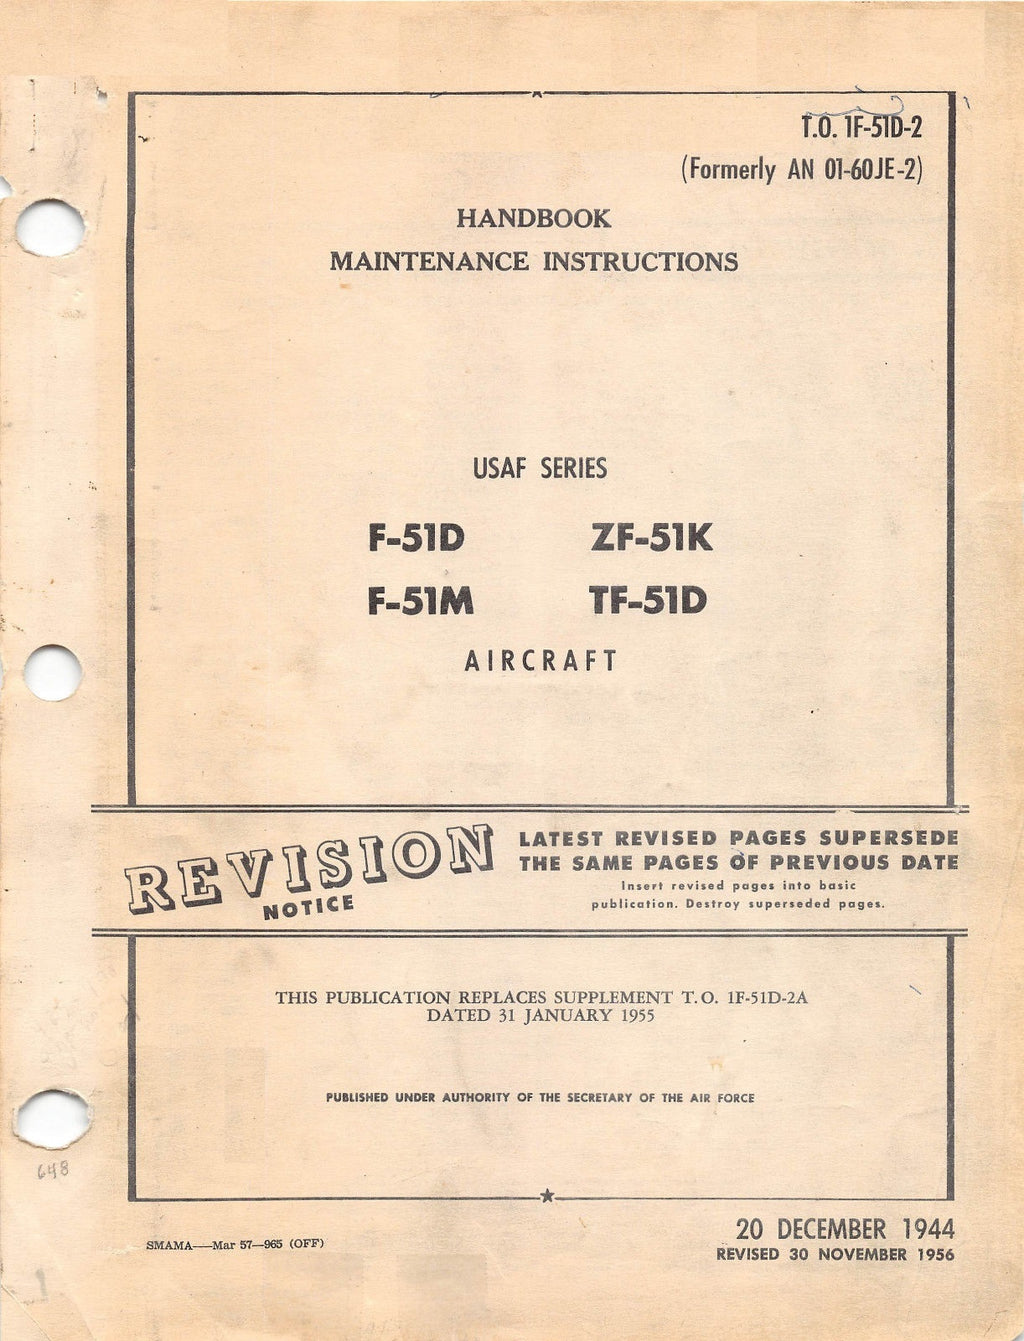 T.O. 1F-51D-2
(Formerly AN 01-60JE-2)
HANDBOOK
MAINTENANCE INSTRUCTIONS
USAF SERIES
F-51D ZF-51K
F-51M TF-51D
AIRCRAFT
REVISION
NOTICE
LATEST REVISED PAGES SUPERSEDE
THE SAME PAGES OF PREVIOUS DATE
Insert revised pages into basic
publication. Destroy superseded pages.
THIS PUBLICATION REPLACES SUPPLEMENT T.O. 1F-51D-2A
DATED 31 JANUARY 1955
PUBLISHED UNDER AUTHORITY OF THE SECRETARY OF THE AIR FORCE
648
SMAMA—Mar 57—965 (OFF)
20 DECEMBER 1944
REVISED 30 NOVEMBER 1956